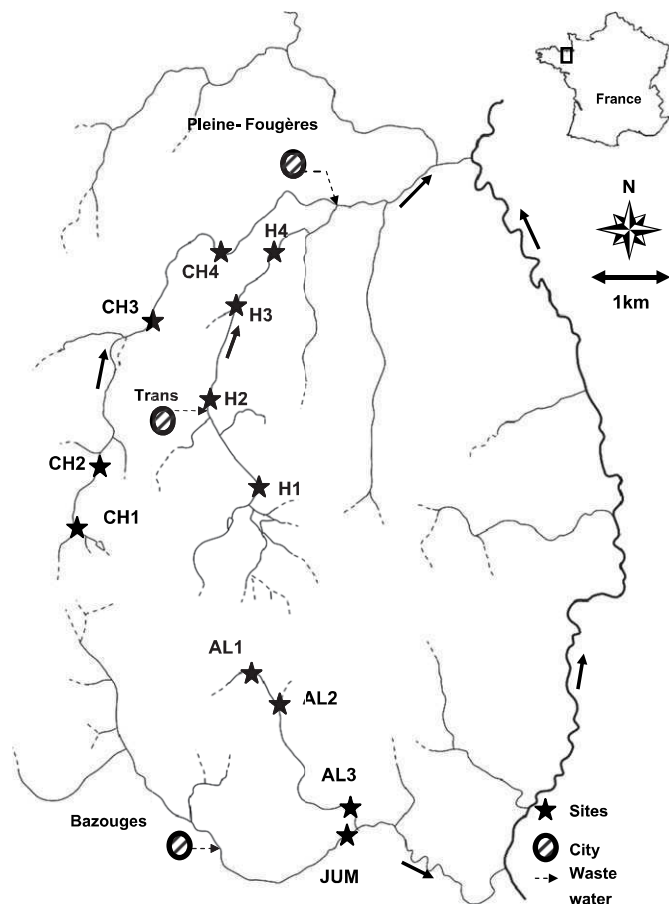 France
Pleine-Fougères
N
1km
H4
CH4
CH3
H3
Trans
H2
CH2
H1
CH1
AL1
AL2
AL3
Bazouges
JUM
Sites
City
Waste
water